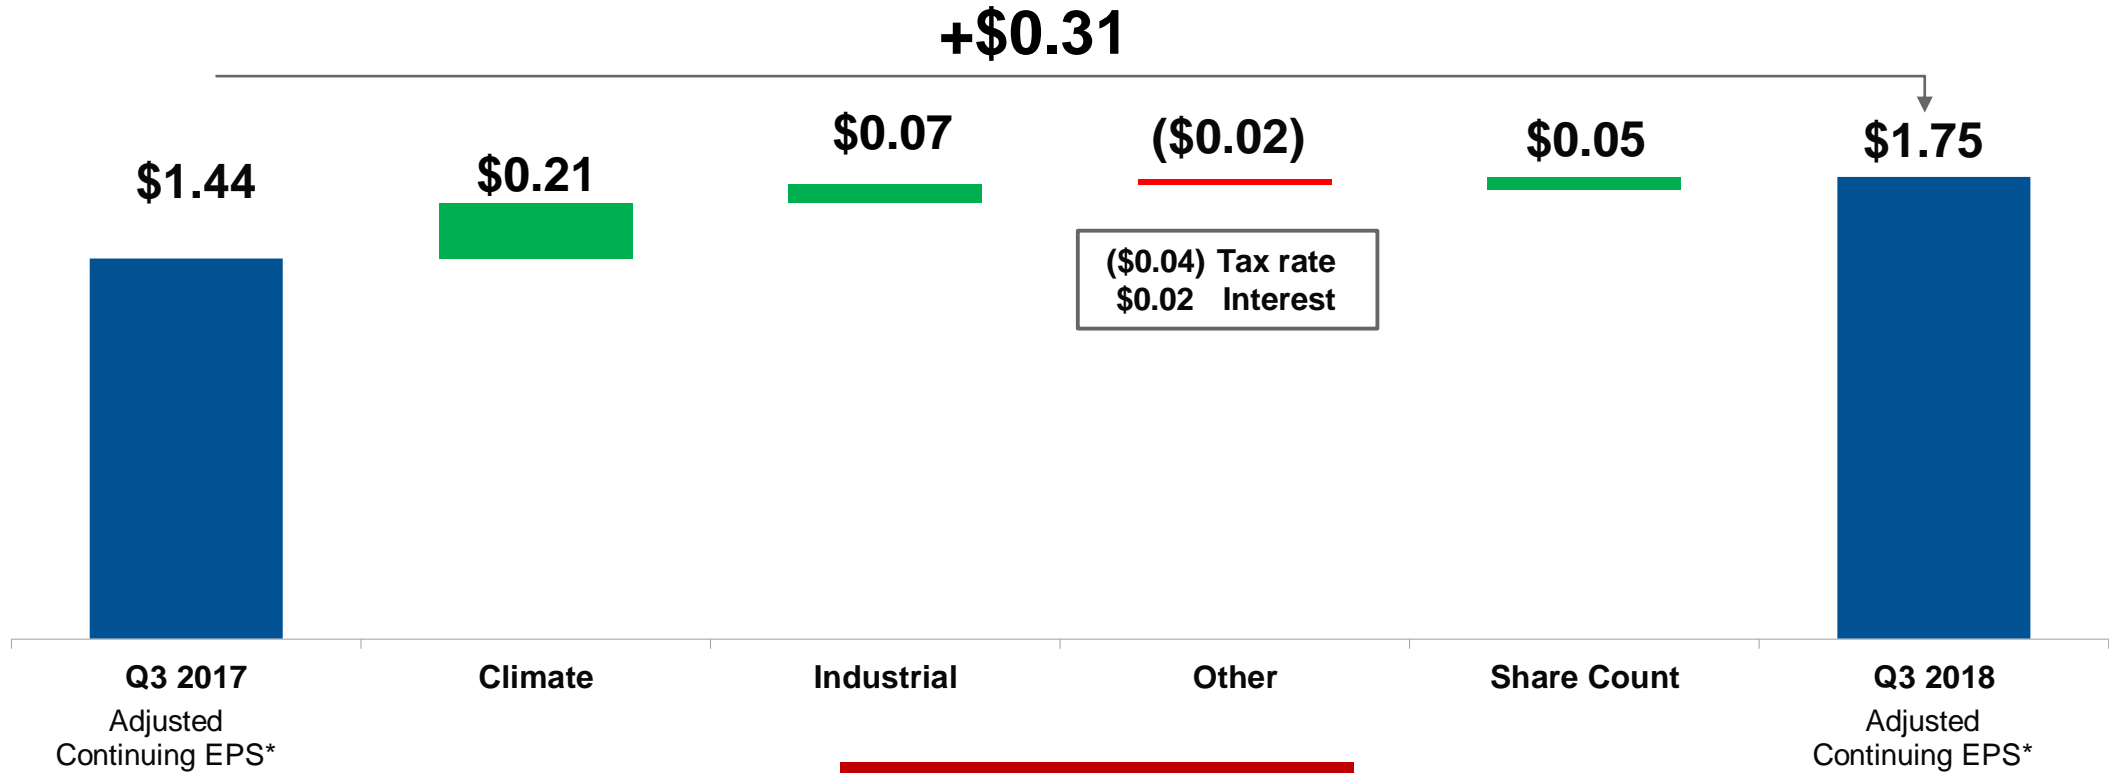 +$0.31
$1.44
$0.21
$0.07
($0.02)
$0.05
$1.75
($0.04) Tax rate
$0.02 Interest
Q3 2017
Adjusted
Continuing EPS*
Climate
Industrial
Other
Share Count
Q3 2018
Adjusted
Continuing EPS*